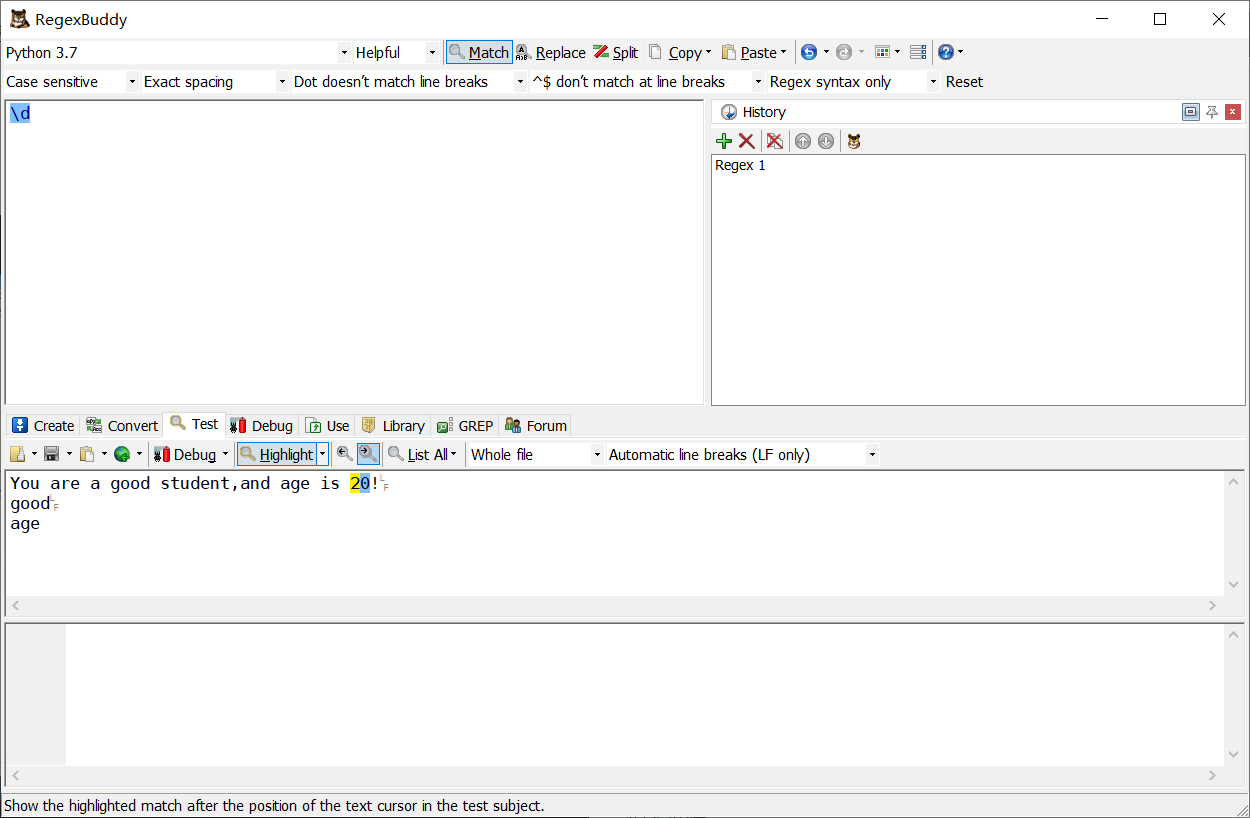 RegexBuddy
Python 3.7 Helpful Match Replace Split Copy Paste
Case sensitive Exact spacing Dot doesn't match line breaks ^$ don't match at line breaks Regex syntax only Reset
\d
History
Regex 1
Create Convert Test Debug Use Library GREP Forum
Debug Highlight List All Whole file Automatic line breaks (LF only)
You are a good student,and age is 20!LF
goodLF
age
Show the highlighted match after the position of the text cursor in the test subject.